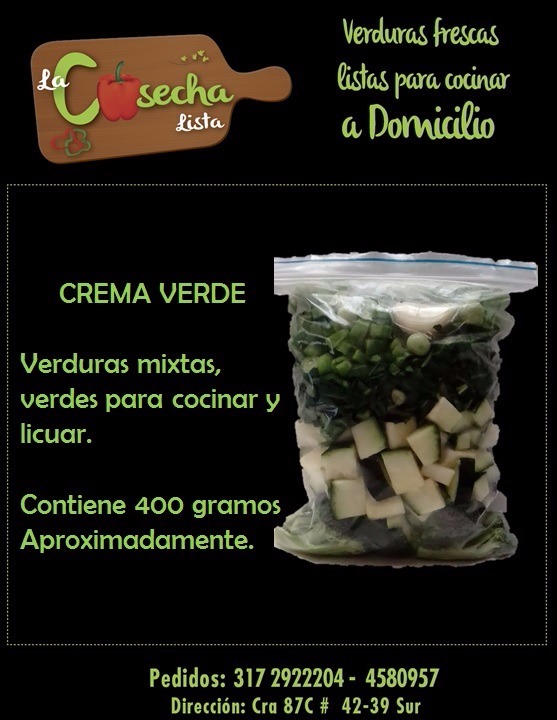 La Cosecha
Lista
Verduras frescas
listas para cocinar
a Domicilio
CREMA VERDE
Verduras mixtas,
verdes para cocinar y
licuar.
Contiene 400 gramos
Aproximadamente.
Pedidos: 317 2922204 - 4580957
Dirección: Cra 87C # 42-39 Sur